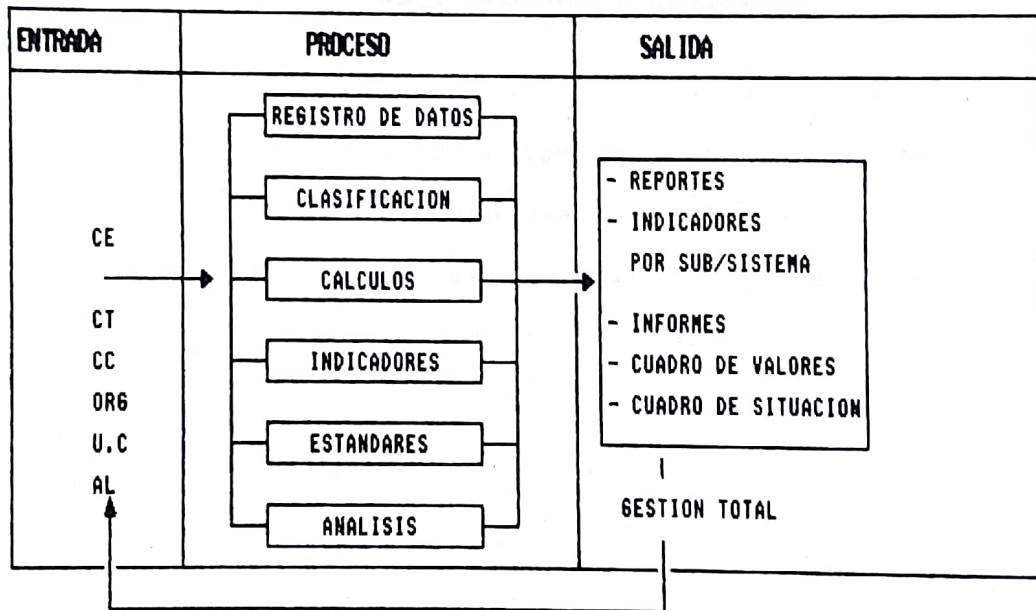 ENTRADA
PROCESO
SALIDA
CE
CT
CC
ORG
U.C
AL
REGISTRO DE DATOS
CLASIFICACION
CALCULOS
INDICADORES
ESTANDARES
ANALISIS
- REPORTES
- INDICADORES
POR SUB/SISTEMA
- INFORMES
- CUADRO DE VALORES
- CUADRO DE SITUACION
GESTION TOTAL